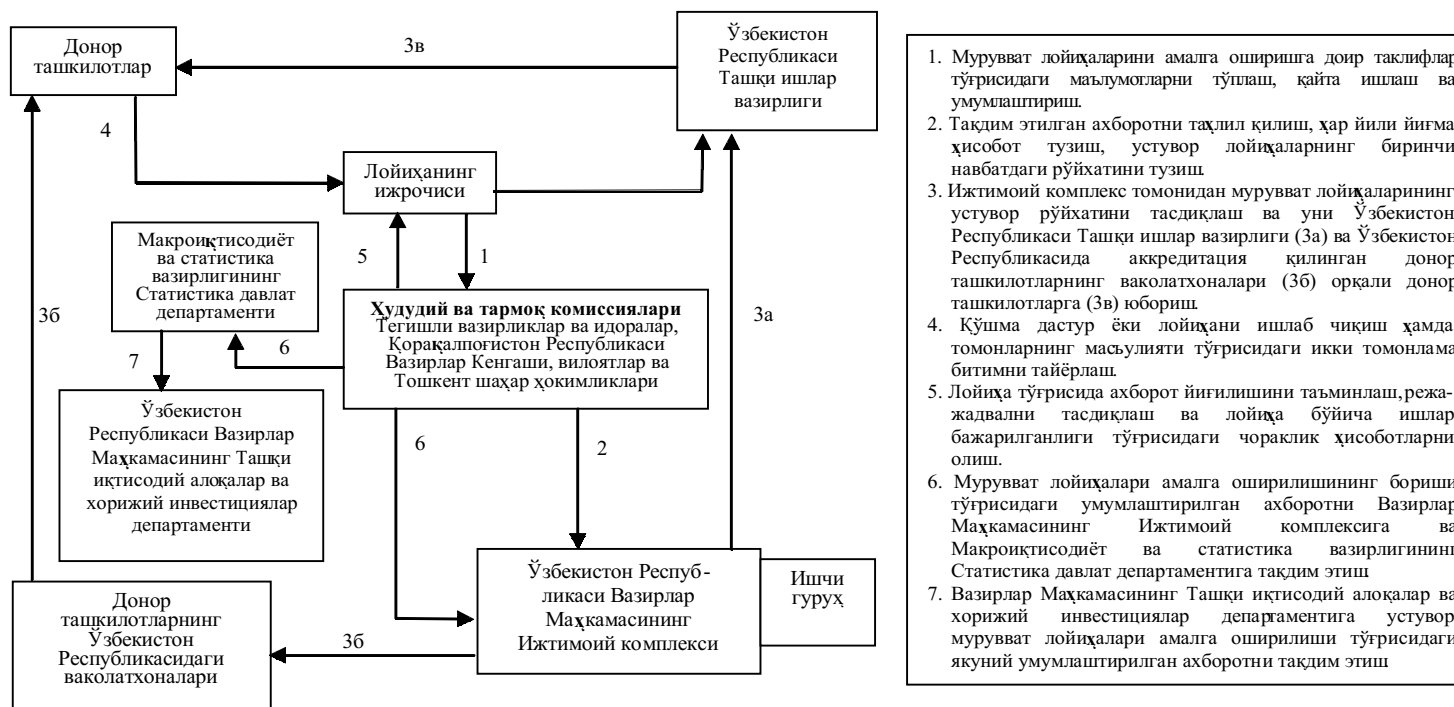 Донор
ташкилотлар
3в
Ўзбекистон
Республикаси
Ташқи ишлар
вазирлиги
4
Лойиҳанинг
ижрочиси
Макроиқтисодиёт
ва статистика
вазирлигининг
Статистика давлат
департаменти
5
1
3б
3а
Ҳудудий ва тармоқ комиссиялари
Тегишли вазирликлар ва идоралар,
Қорақалпоғистон Республикаси
Вазирлар Кенгаши, вилоятлар ва
Тошкент шаҳар ҳокимликлари
6
7
Ўзбекистон
Республикаси Вазирлар
Маҳкамасининг Ташқи
иқтисодий алоқалар ва
хорижий инвестициялар
департаменти
6
2
Ўзбекистон Респуб-
ликаси Вазирлар
Маҳкамасининг
Ижтимоий комплекси
Ишчи
гуруҳ
Донор
ташкилотларнинг
Ўзбекистон
Республикасидаги
ваколатхоналари
3б
1. Мурувват лойиҳаларини амалга оширишга доир таклифлар
тўғрисидаги маълумотларни тўплаш, қайта ишлаш ва
умумлаштириш.
2. Тақдим этилган ахборотни таҳлил қилиш, ҳар йили йиғма
ҳисобот тузиш, устувор лойиҳаларнинг биринчи
навбатдаги рўйхатини тузиш.
3. Ижтимоий комплекс томонидан мурувват лойиҳаларининг
устувор рўйхатини тасдиқлаш ва уни Ўзбекистон
Республикаси Ташқи ишлар вазирлиги (3а) ва Ўзбекистон
Республикасида аккредитация қилинган донор
ташкилотларнинг ваколатхоналари (3б) орқали донор
ташкилотларга (3в) юбориш.
4. Қўшма дастур ёки лойиҳани ишлаб чиқиш ҳамда
томонларнинг масъулияти тўғрисидаги икки томонлама
битимни тайёрлаш.
5. Лойиҳа тўғрисида ахборот йиғилишини таъминлаш, режа-
жадвални тасдиқлаш ва лойиҳа бўйича ишлар
бажарилганлиги тўғрисидаги чораклик ҳисоботларни
олиш.
6. Мурувват лойиҳалари амалга оширилишининг бориши
тўғрисидаги умумлаштирилган ахборотни Вазирлар
Маҳкамасининг Ижтимоий комплексига ва
Макроиқтисодиёт ва статистика вазирлигининг
Статистика давлат департаментига тақдим этиш
7. Вазирлар Маҳкамасининг Ташқи иқтисодий алоқалар ва
хорижий инвестициялар департаментига устувор
мурувват лойиҳалари амалга оширилиши тўғрисидаги
якуний умумлаштирилган ахборотни тақдим этиш